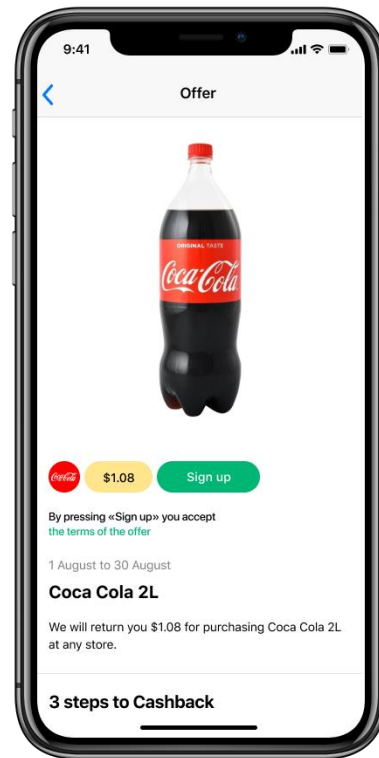 9:41
Offer
ORIGINAL TASTE
Coca-Cola
Coca-Cola
$1.08
Sign up
By pressing «Sign up» you accept
the terms of the offer
1 August to 30 August
Coca Cola 2L
We will return you $1.08 for purchasing Coca Cola 2L
at any store.
3 steps to Cashback